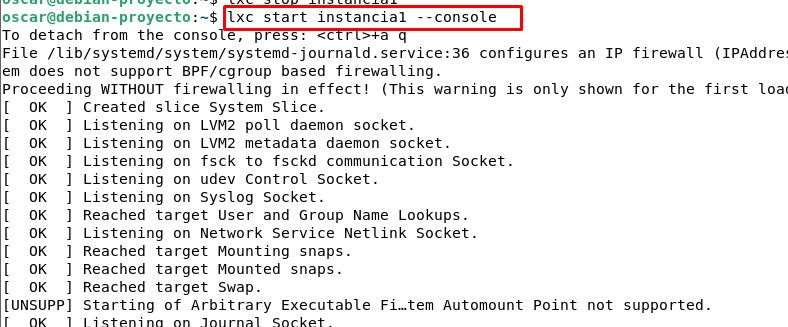 oscar@debian-proyecto:~$ lxc stop instancia1
oscar@debian-proyecto:~$ lxc start instancia1 --console
To detach from the console, press: <ctrl>+a q
File /lib/systemd/system/systemd-journald.service:36 configures an IP firewall (IPAddres
em does not support BPF/cgroup based firewalling.
Proceeding WITHOUT firewalling in effect! (This warning is only shown for the first load
[  OK  ] Created slice System Slice.
[  OK  ] Listening on LVM2 poll daemon socket.
[  OK  ] Listening on LVM2 metadata daemon socket.
[  OK  ] Listening on fsck to fsckd communication Socket.
[  OK  ] Listening on udev Control Socket.
[  OK  ] Listening on Syslog Socket.
[  OK  ] Reached target User and Group Name Lookups.
[  OK  ] Listening on Network Service Netlink Socket.
[  OK  ] Reached target Mounting snaps.
[  OK  ] Reached target Mounted snaps.
[  OK  ] Reached target Swap.
[UNSUPP] Starting of Arbitrary Executable Fi…tem Automount Point not supported.
[  OK  ] Listening on Journal Socket.